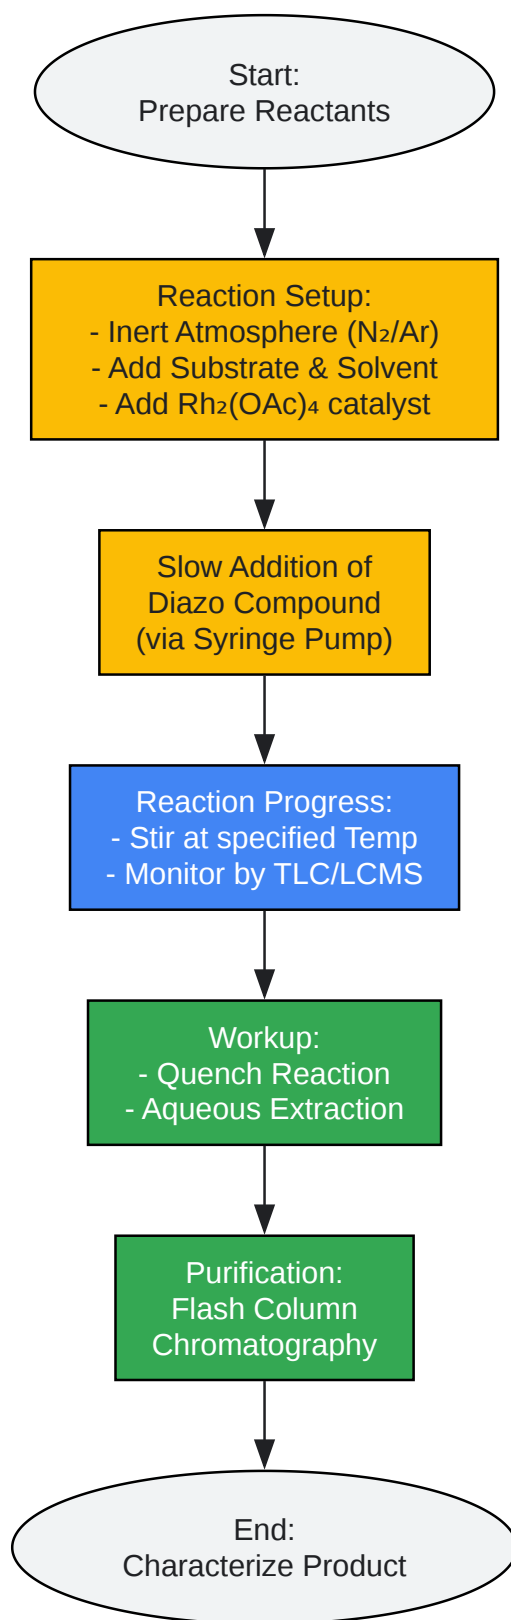 Start:
Prepare Reactants
Reaction Setup:
- Inert Atmosphere (N₂/Ar)
- Add Substrate & Solvent
- Add Rh₂(OAc)₄ catalyst
Slow Addition of
Diazo Compound
(via Syringe Pump)
Reaction Progress:
- Stir at specified Temp
- Monitor by TLC/LCMS
Workup:
- Quench Reaction
- Aqueous Extraction
Purification:
Flash Column
Chromatography
End:
Characterize Product